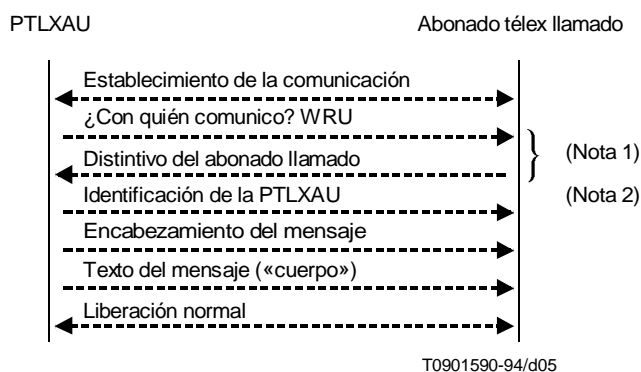 PTLXAU Abonado télex llamado
Establecimiento de la comunicación
¿Con quién comunico? WRU
(Nota 1)
Distintivo del abonado llamado
Identificación de la PTLXAU (Nota 2)
Encabezamiento del mensaje
Texto del mensaje («cuerpo»)
Liberación normal
T0901590-94/d05